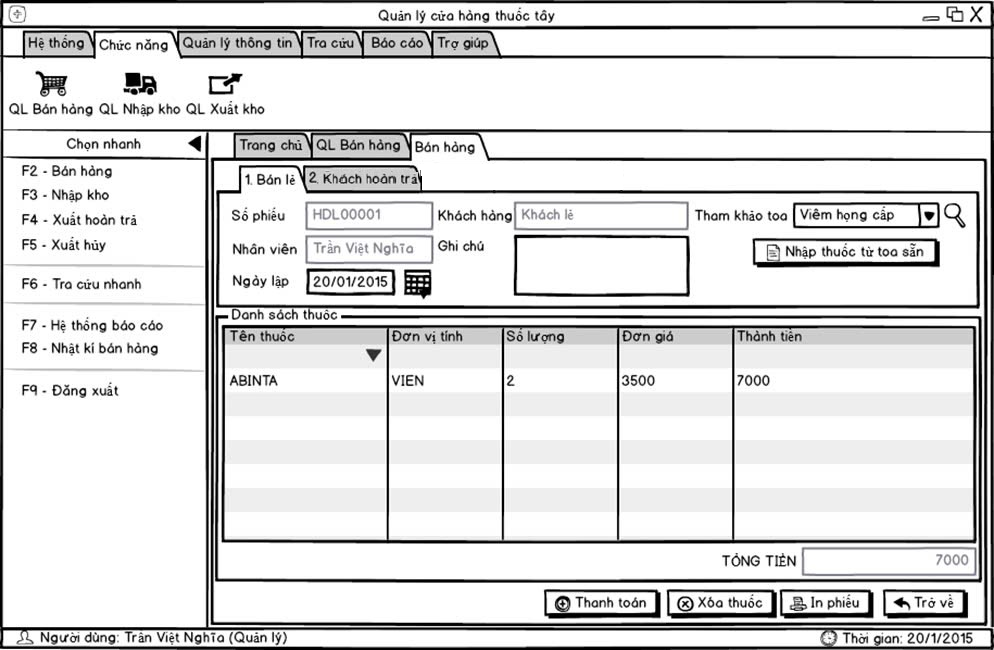 Quản lý cửa hàng thuốc tây
Hệ thống Chức năng Quản lý thông tin Tra cứu Báo cáo Trợ giúp
QL Bán hàng QL Nhập kho QL Xuất kho
Chọn nhanh
F2 - Bán hàng
F3 - Nhập kho
F4 - Xuất hoàn trả
F5 - Xuất hủy
F6 - Tra cứu nhanh
F7 - Hệ thống báo cáo
F8 - Nhật kí bán hàng
F9 - Đăng xuất
Trang chủ QL Bán hàng Bán hàng
1. Bán lẻ 2. Khách hoàn trả
Số phiếu HDL00001 Khách hàng Khách lẻ Tham khảo toa Viêm họng cấp
Nhân viên Trần Việt Nghĩa Ghi chú Nhập thuốc từ toa sẵn
Ngày lập 20/01/2015
Danh sách thuốc
Tên thuốc Đơn vị tính Số lượng Đơn giá Thành tiền
ABINTA VIEN 2 3500 7000
TỔNG TIỀN 7000
Thanh toán Xóa thuốc In phiếu Trở về
Người dùng: Trần Việt Nghĩa (Quản lý) Thời gian: 20/1/2015